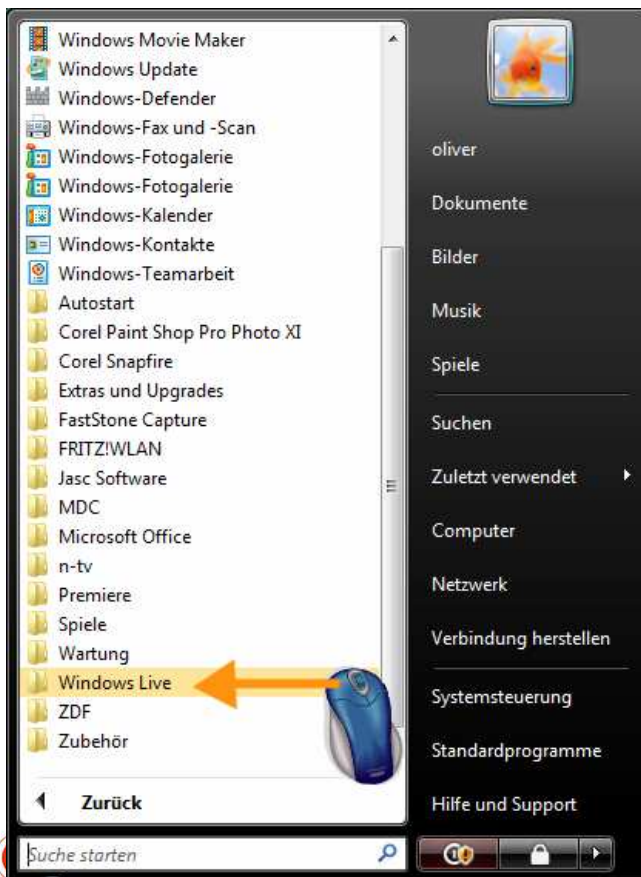 Windows Movie Maker
Windows Update
Windows-Defender
Windows-Fax und -Scan
Windows-Fotogalerie
Windows-Fotogalerie
Windows-Kalender
Windows-Kontakte
Windows-Teamarbeit
Autostart
Corel Paint Shop Pro Photo XI
Corel Snapfire
Extras und Upgrades
FastStone Capture
FRITZ!WLAN
Jasc Software
MDC
Microsoft Office
n-tv
Premiere
Spiele
Wartung
Windows Live
ZDF
Zubehör
Zurück
Suche starten
oliver
Dokumente
Bilder
Musik
Spiele
Suchen
Zuletzt verwendet
Computer
Netzwerk
Verbindung herstellen
Systemsteuerung
Standardprogramme
Hilfe und Support